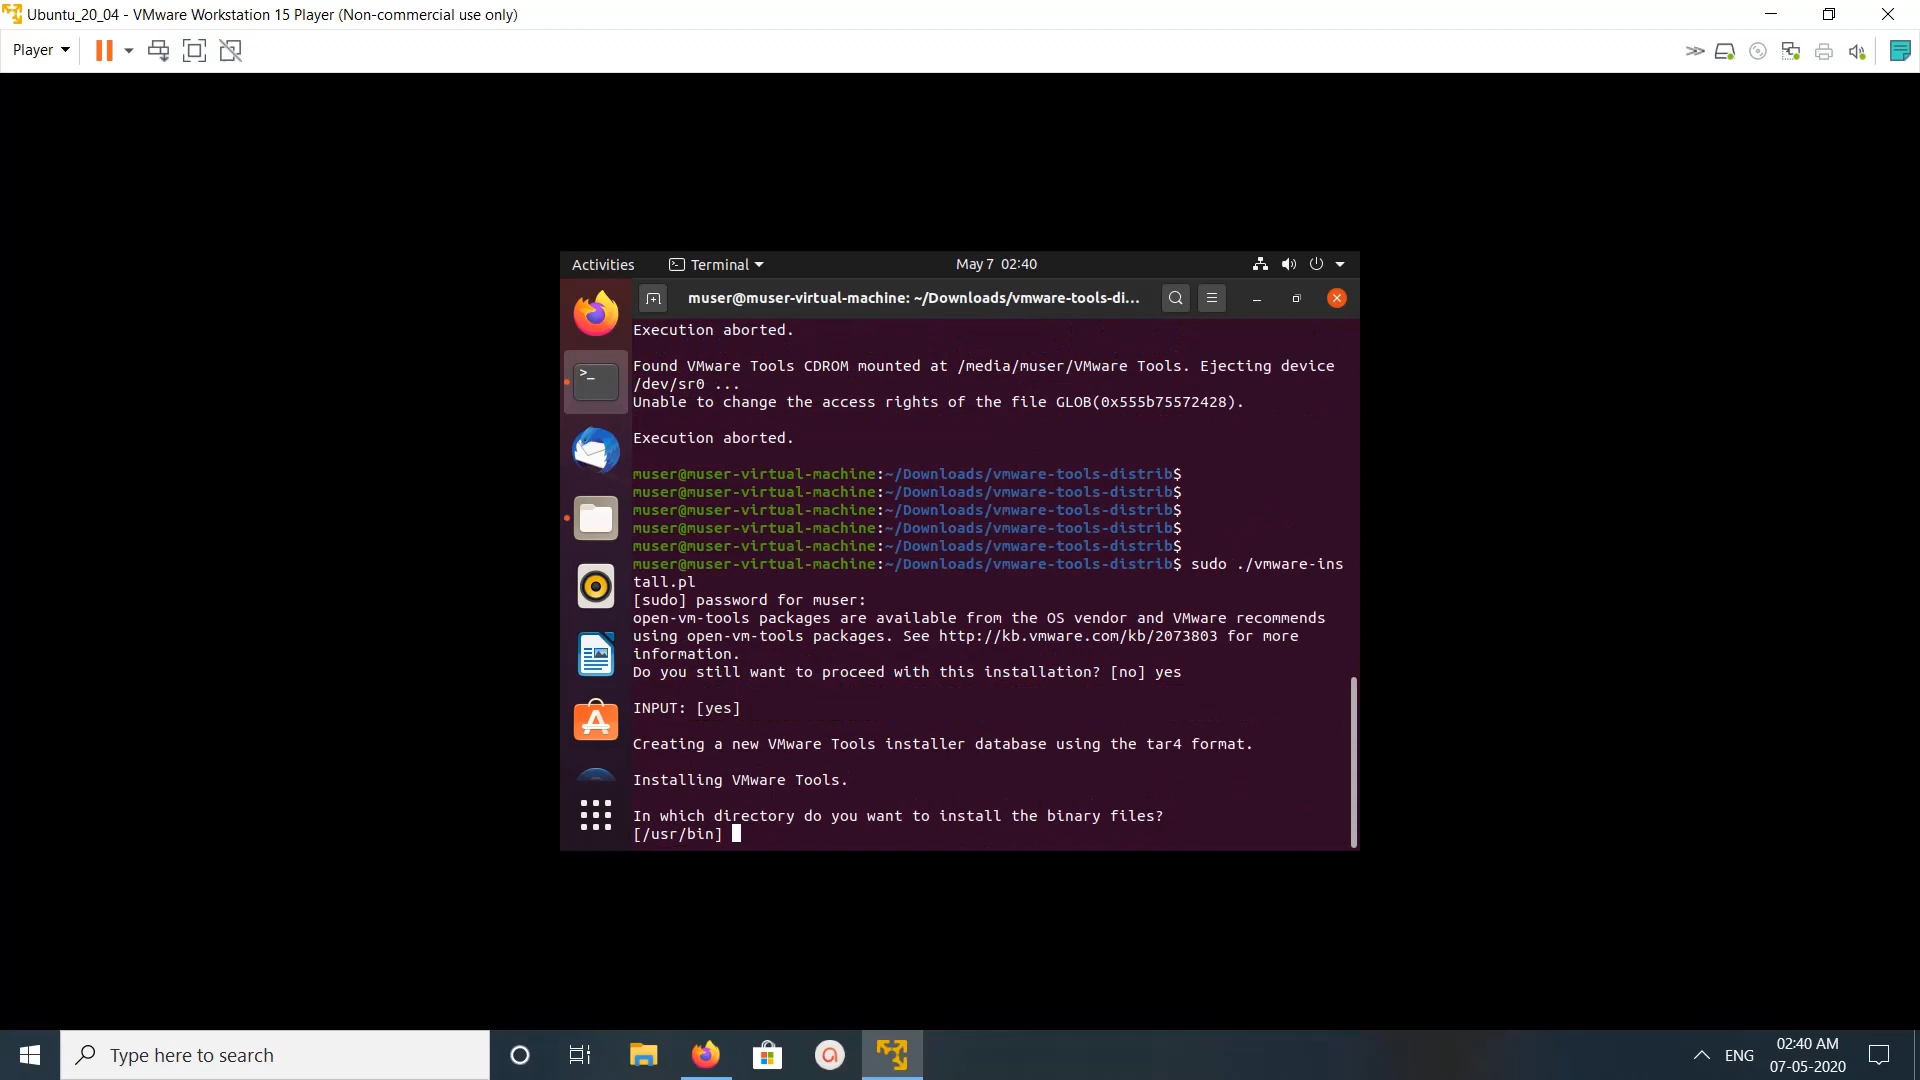 Ubuntu_20_04 - VMware Workstation 15 Player (Non-commercial use only)
Player
Activities
Terminal
May 7 02:40
muser@muser-virtual-machine: ~/Downloads/vmware-tools-di...
Execution aborted.
Found VMware Tools CDROM mounted at /media/muser/VMware Tools. Ejecting device
/dev/sr0 ...
Unable to change the access rights of the file GLOB(0x555b75572428).
Execution aborted.
muser@muser-virtual-machine:~/Downloads/vmware-tools-distrib$
muser@muser-virtual-machine:~/Downloads/vmware-tools-distrib$
muser@muser-virtual-machine:~/Downloads/vmware-tools-distrib$
muser@muser-virtual-machine:~/Downloads/vmware-tools-distrib$
muser@muser-virtual-machine:~/Downloads/vmware-tools-distrib$
muser@muser-virtual-machine:~/Downloads/vmware-tools-distrib$ sudo ./vmware-ins
tall.pl
[sudo] password for muser:
open-vm-tools packages are available from the OS vendor and VMware recommends
using open-vm-tools packages. See http://kb.vmware.com/kb/2073803 for more
information.
Do you still want to proceed with this installation? [no] yes
INPUT: [yes]
Creating a new VMware Tools installer database using the tar4 format.
Installing VMware Tools.
In which directory do you want to install the binary files?
[/usr/bin]
Type here to search
ENG
02:40 AM
07-05-2020